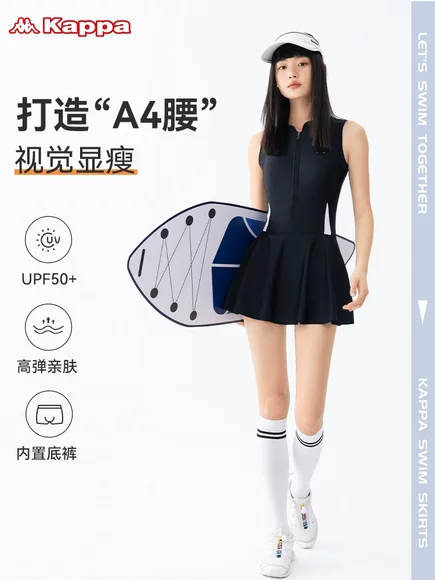 Kappa
打造“A4腰”
视觉显瘦
UV
UPF50+
高弹亲肤
内置底裤
LET'S SWIM TOGETHER
KAPPA SWIM SKIRTS